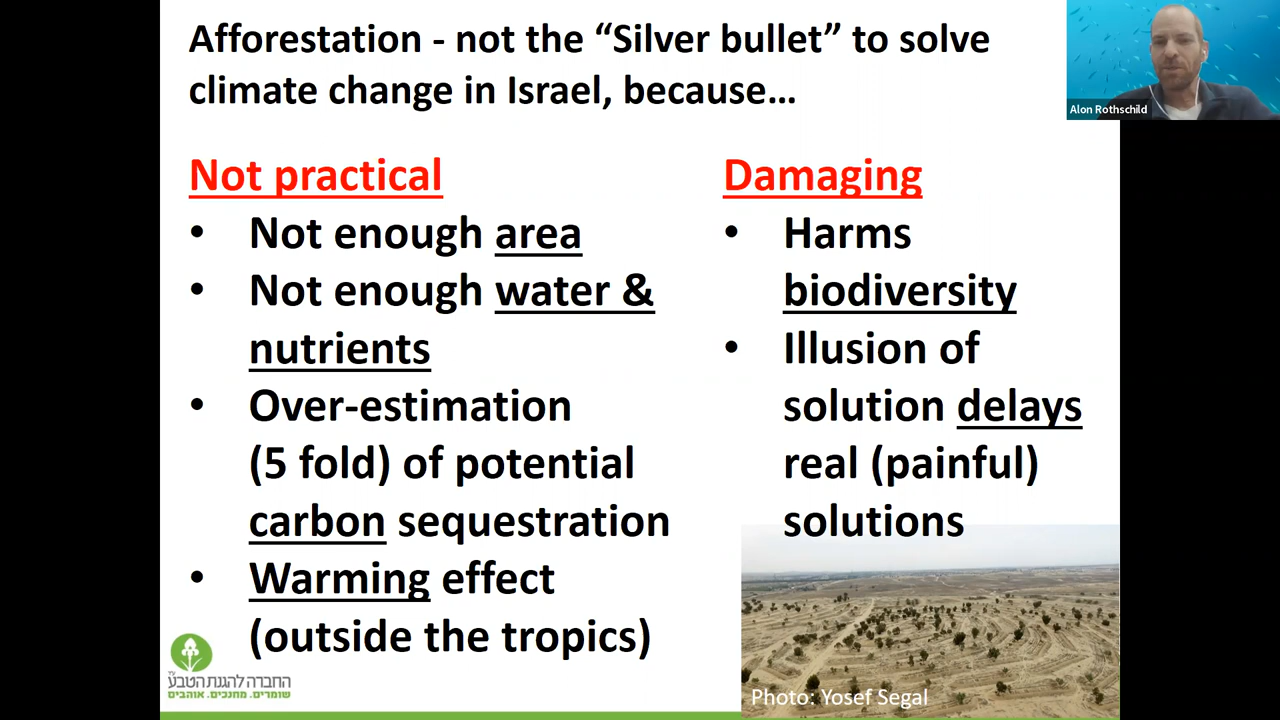 Afforestation - not the “Silver bullet” to solve
climate change in Israel, because…
Alon Rothschild
Not practical
• Not enough area
• Not enough water &
nutrients
• Over-estimation
(5 fold) of potential
carbon sequestration
• Warming effect
(outside the tropics)
Damaging
• Harms
biodiversity
• Illusion of
solution delays
real (painful)
solutions
החברה להגנת הטבע ע״ר
שומרים. מחנכים. אוהבים.
Photo: Yosef Segal